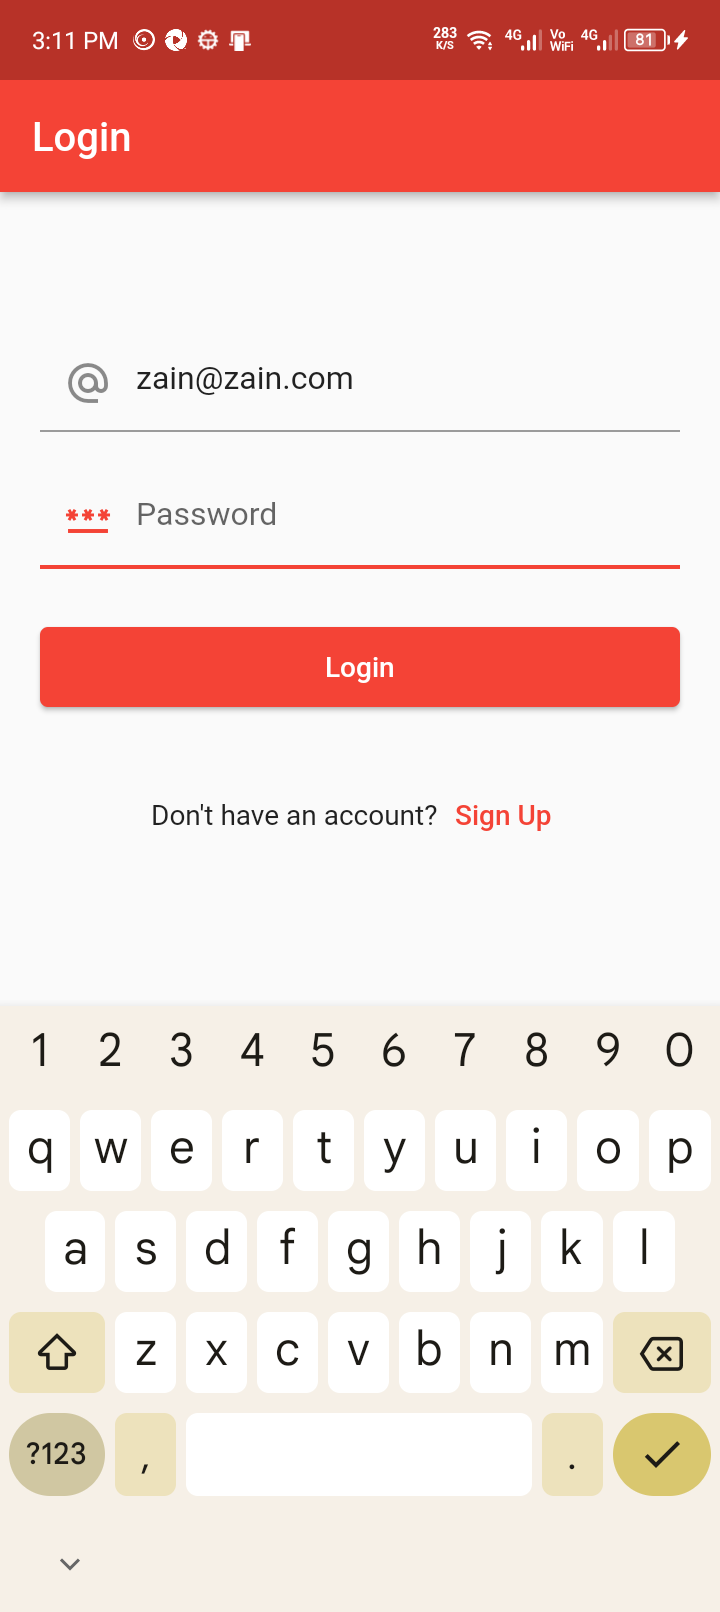 3:11 PM 283 K/S 4G Vo WiFi 4G 81
Login
zain@zain.com
*** Password
Login
Don't have an account? Sign Up
1 2 3 4 5 6 7 8 9 0
q w e r t y u i o p
a s d f g h j k l
z x c v b n m
?123 , .